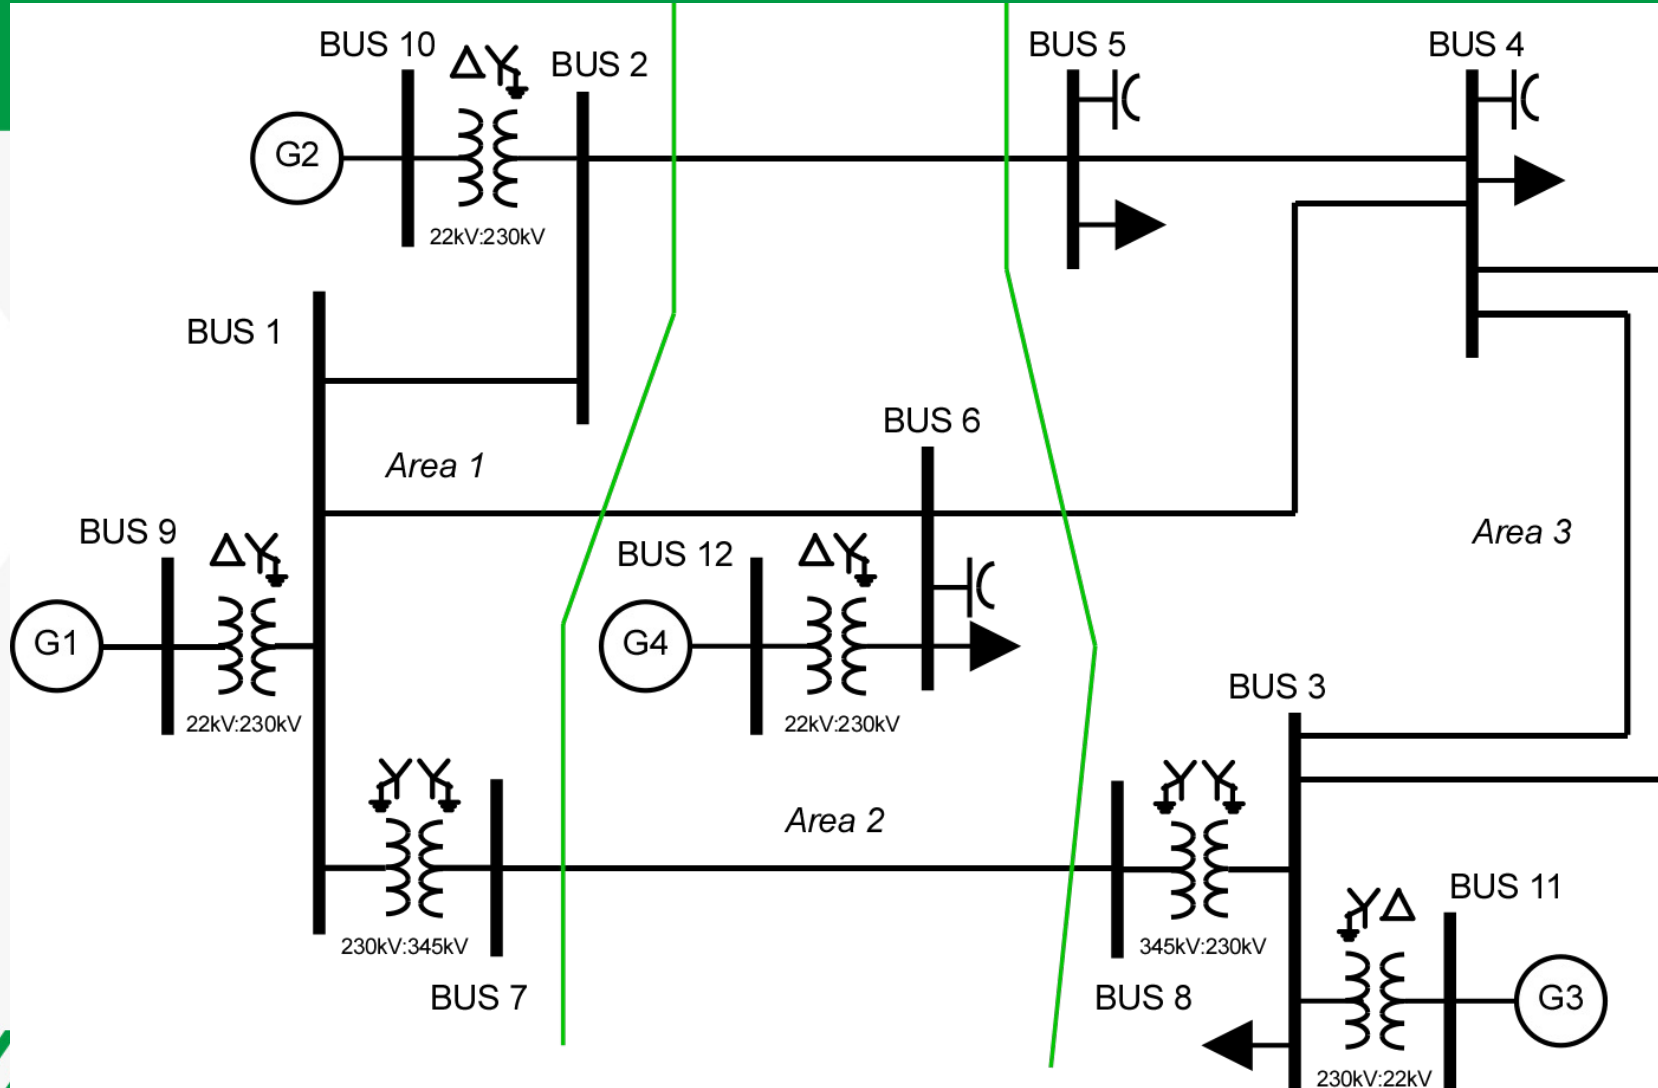 BUS 10
BUS 2
BUS 5
BUS 4
G2
22kV:230kV
BUS 1
BUS 6
Area 1
BUS 9
BUS 12
Area 3
G1
G4
BUS 3
22kV:230kV
22kV:230kV
Area 2
BUS 11
230kV:345kV
345kV:230kV
BUS 7
BUS 8
G3
230kV:22kV